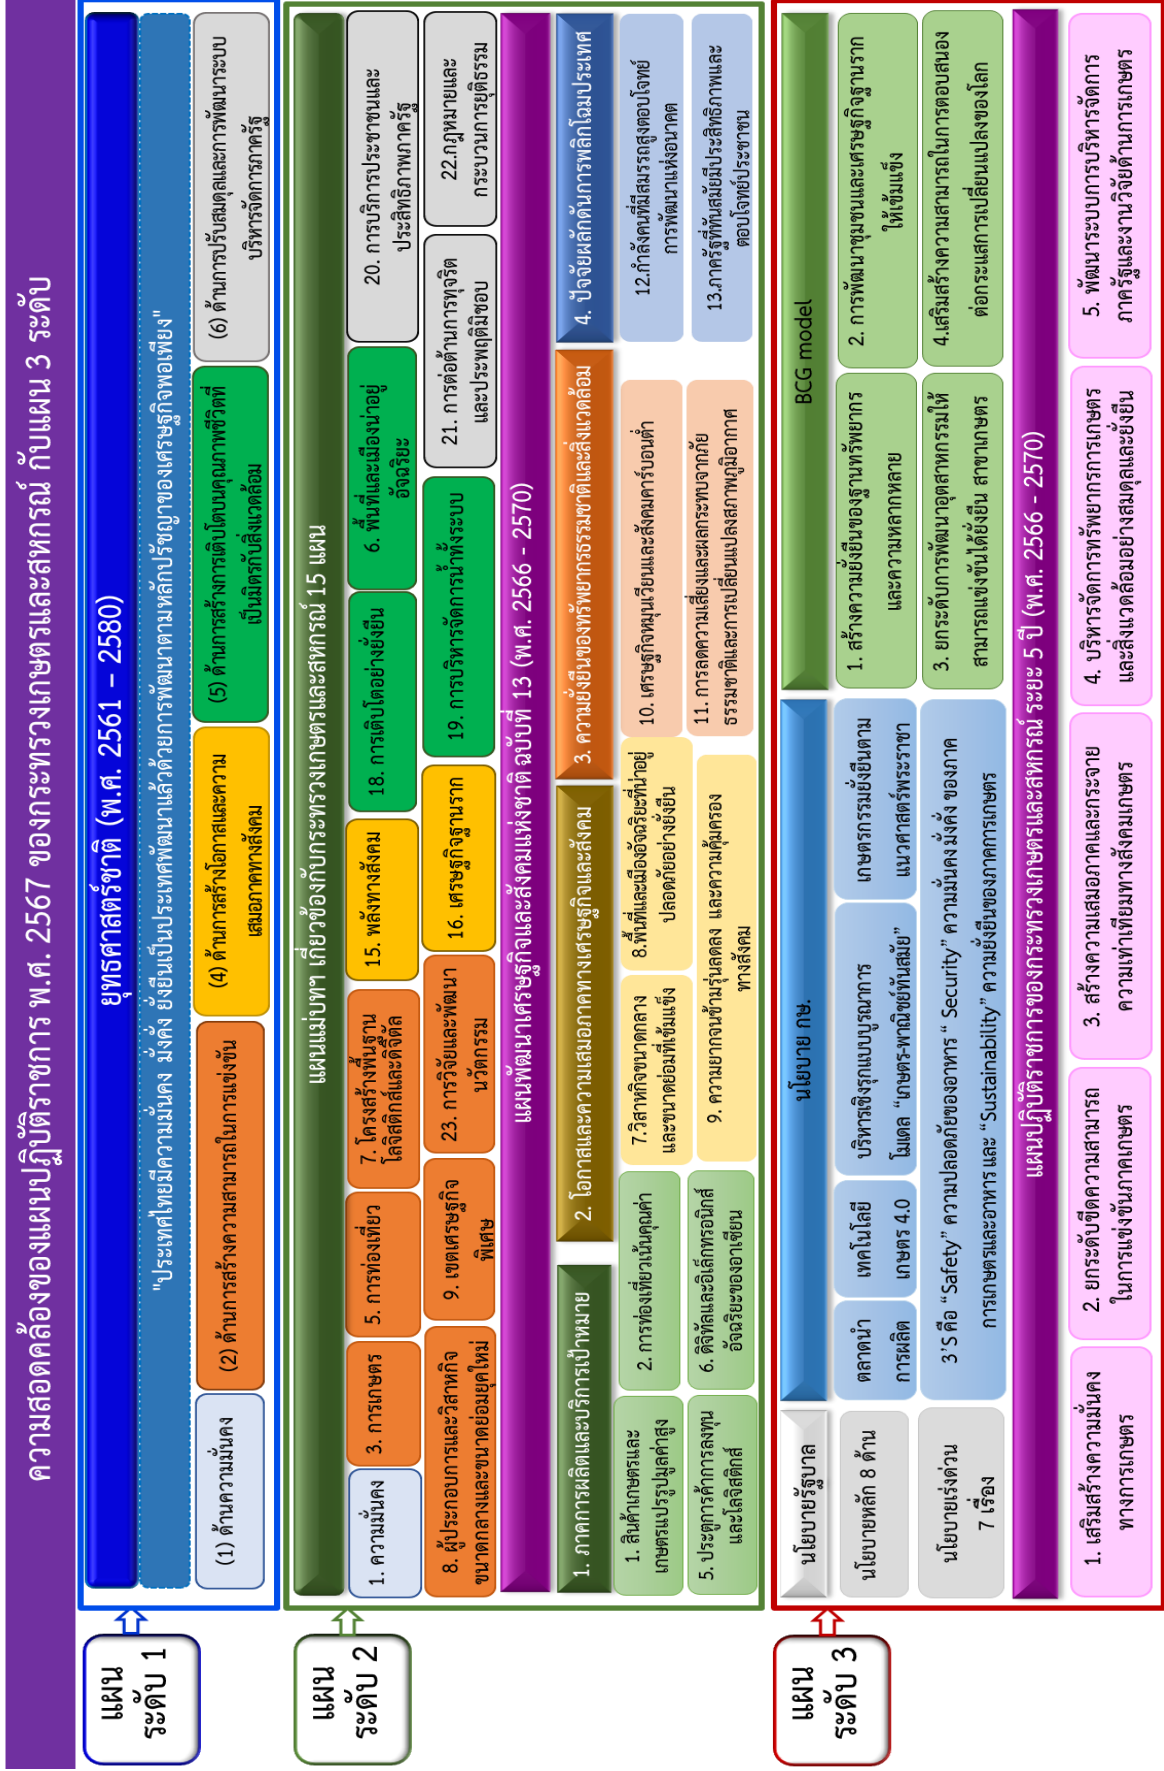 ความสอดคล้องของแผนปฏิบัติราชการ พ.ศ. 2567 ของกระทรวงเกษตรและสหกรณ์ กับแผน 3 ระดับ
แผน
ระดับ 1
ยุทธศาสตร์ชาติ (พ.ศ. 2561 – 2580)
"ประเทศไทยมีความมั่นคง มั่งคั่ง ยั่งยืนเป็นประเทศพัฒนาแล้วด้วยการพัฒนาตามหลักปรัชญาของเศรษฐกิจพอเพียง"
(1) ด้านความมั่นคง
(2) ด้านการสร้างความสามารถในการแข่งขัน
(4) ด้านการสร้างโอกาสและความ
เสมอภาคทางสังคม
(5) ด้านการสร้างการเติบโตบนคุณภาพชีวิตที่
เป็นมิตรกับสิ่งแวดล้อม
(6) ด้านการปรับสมดุลและการพัฒนาระบบ
บริหารจัดการภาครัฐ
แผน
ระดับ 2
แผนแม่บทฯ เกี่ยวข้องกับกระทรวงเกษตรและสหกรณ์ 15 แผน
1. ความมั่นคง
3. การเกษตร
5. การท่องเที่ยว
7. โครงสร้างพื้นฐาน
โลจิสติกส์และดิจิตัล
15. พลังทางสังคม
18. การเติบโตอย่างยั่งยืน
6. พื้นที่และเมืองน่าอยู่
อัจฉริยะ
20. การบริการประชาชนและ
ประสิทธิภาพภาครัฐ
8. ผู้ประกอบการและวิสาหกิจ
ขนาดกลางและขนาดย่อมยุคใหม่
9. เขตเศรษฐกิจ
พิเศษ
23. การวิจัยและพัฒนา
นวัตกรรม
16. เศรษฐกิจฐานราก
19. การบริหารจัดการน้ำทั้งระบบ
21. การต่อต้านการทุจริต
และประพฤติมิชอบ
22.กฎหมายและ
กระบวนการยุติธรรม
แผนพัฒนาเศรษฐกิจและสังคมแห่งชาติ ฉบับที่ 13 (พ.ศ. 2566 - 2570)
1. ภาคการผลิตและบริการเป้าหมาย
2. โอกาสและความเสมอภาคทางเศรษฐกิจและสังคม
3. ความยั่งยืนของทรัพยากรธรรมชาติและสิ่งแวดล้อม
4. ปัจจัยผลักดันการพลิกโฉมประเทศ
1. สินค้าเกษตรและ
เกษตรแปรรูปมูลค่าสูง
2. การท่องเที่ยวเน้นคุณค่า
7.วิสาหกิจขนาดกลาง
และขนาดย่อมที่เข้มแข็ง
8.พื้นที่และเมืองอัจฉริยะที่น่าอยู่
ปลอดภัยอย่างยั่งยืน
10. เศรษฐกิจหมุนเวียนและสังคมคาร์บอนต่ำ
12.กำลังคนที่มีสมรรถสูงตอบโจทย์
การพัฒนาแห่งอนาคต
5. ประตูการค้าการลงทุน
และโลจิสติกส์
6. ดิจิทัลและอิเล็กทรอนิกส์
อัจฉริยะของอาเซียน
9. ความยากจนข้ามรุ่นลดลง และความคุ้มครอง
ทางสังคม
11. การลดความเสี่ยงและผลกระทบจากภัย
ธรรมชาติและการเปลี่ยนแปลงสภาพภูมิอากาศ
13.ภาครัฐที่ทันสมัยมีประสิทธิภาพและ
ตอบโจทย์ประชาชน
แผน
ระดับ 3
นโยบายรัฐบาล
นโยบาย กษ.
BCG model
นโยบายหลัก 8 ด้าน
ตลาดนำ
การผลิต
เทคโนโลยี
เกษตร 4.0
บริหารเชิงรุกแบบบูรณาการ
โมเดล “เกษตร-พาณิชย์ทันสมัย”
เกษตรกรรมยั่งยืนตาม
แนวศาสตร์พระราชา
1. สร้างความยั่งยืนของฐานทรัพยากร
และความหลากหลาย
2. การพัฒนาชุมชนและเศรษฐกิจฐานราก
ให้เข้มแข็ง
นโยบายเร่งด่วน
7 เรื่อง
3’S คือ “Safety” ความปลอดภัยของอาหาร “ Security” ความมั่นคงมั่งคั่ง ของภาค
การเกษตรและอาหาร และ “Sustainability” ความยั่งยืนของภาคการเกษตร
3. ยกระดับการพัฒนาอุตสาหกรรมให้
สามารถแข่งขันได้ยั่งยืน สาขาเกษตร
4.เสริมสร้างความสามารถในการตอบสนอง
ต่อกระแสการเปลี่ยนแปลงของโลก
แผนปฏิบัติราชการของกระทรวงเกษตรและสหกรณ์ ระยะ 5 ปี (พ.ศ. 2566 - 2570)
1. เสริมสร้างความมั่นคง
ทางการเกษตร
2. ยกระดับขีดความสามารถ
ในการแข่งขันภาคเกษตร
3. สร้างความเสมอภาคและกระจาย
ความเท่าเทียมทางสังคมเกษตร
4. บริหารจัดการทรัพยากรการเกษตร
และสิ่งแวดล้อมอย่างสมดุลและยั่งยืน
5. พัฒนาระบบการบริหารจัดการ
ภาครัฐและงานวิจัยด้านการเกษตร